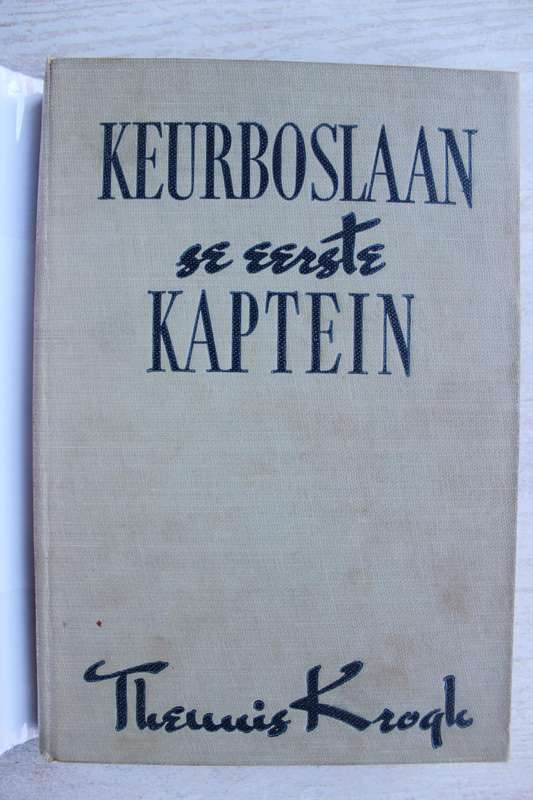 KEURBOSLAAN
se eerste
KAPTEIN
Theunis Krogh